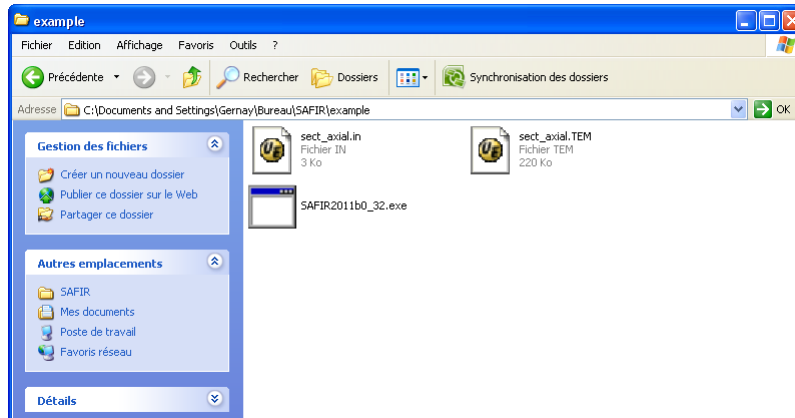 example
Fichier Edition Affichage Favoris Outils ?
Précédente Rechercher Dossiers Synchronisation des dossiers
Adresse C:\Documents and Settings\Gernay\Bureau\SAFIR\example OK
Gestion des fichiers
Créer un nouveau dossier
Publier ce dossier sur le Web
Partager ce dossier
Autres emplacements
SAFIR
Mes documents
Poste de travail
Favoris réseau
Détails
sect_axial.in
Fichier IN
3 Ko
sect_axial.TEM
Fichier TEM
220 Ko
SAFIR2011b0_32.exe